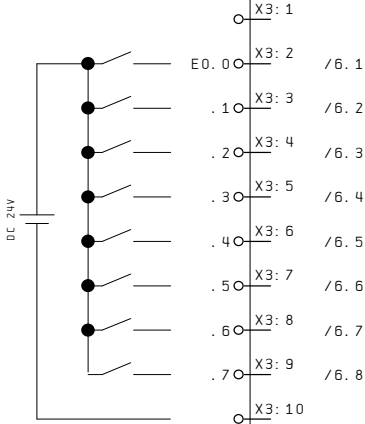 X3:1
E0.0 X3:2 /6.1
.1 X3:3 /6.2
.2 X3:4 /6.3
.3 X3:5 /6.4
DC 24V
.4 X3:6 /6.5
.5 X3:7 /6.6
.6 X3:8 /6.7
.7 X3:9 /6.8
X3:10